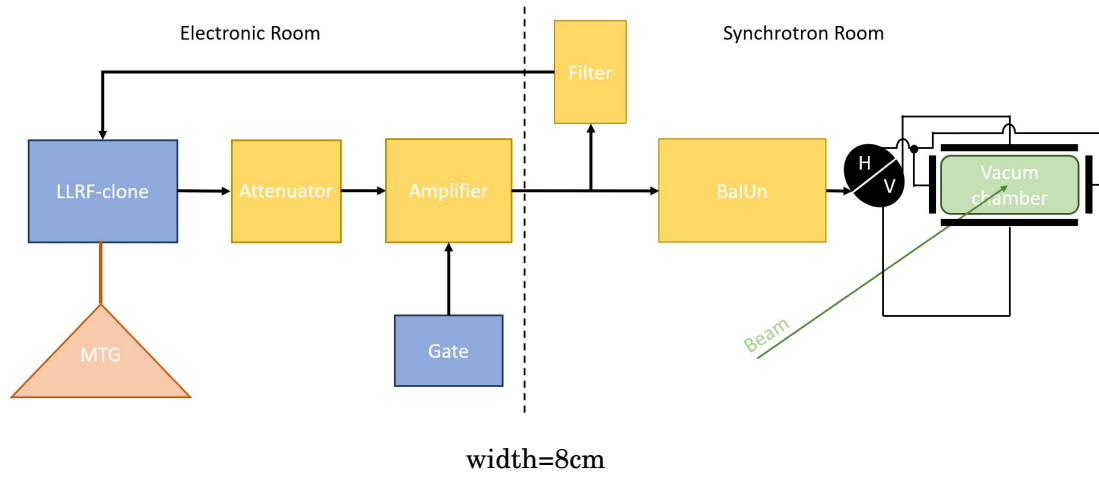 Electronic Room
Synchrotron Room
Filter
LLRF-clone
Attenuator
Amplifier
BalUn
H
V
Vacum
chamber
MTG
Gate
Beam
width=8cm